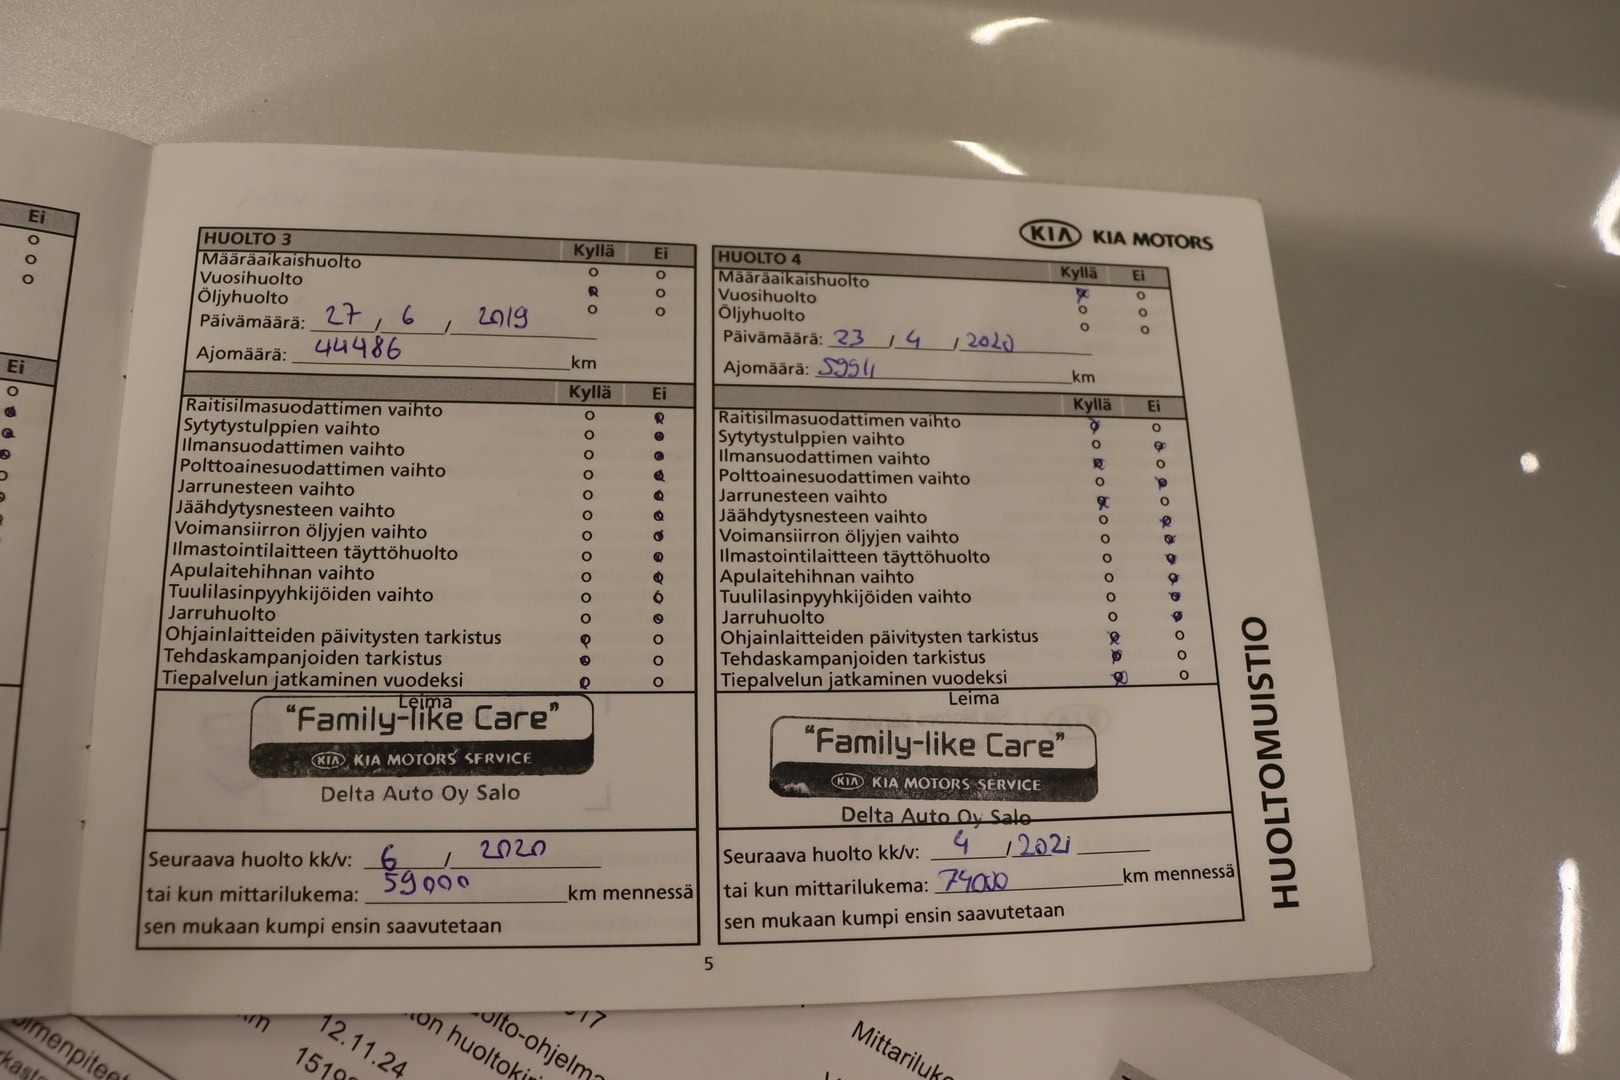 Ei
Ei
KIA KIA MOTORS
HUOLTO 3 Kyllä Ei
Määräaikaishuolto
Vuosihuolto
Öljyhuolto
Päivämäärä: 27 / 6 / 2019
Ajomäärä: 44486 km
Kyllä Ei
Raitisilmasuodattimen vaihto
Sytytystulppien vaihto
Ilmansuodattimen vaihto
Polttoainesuodattimen vaihto
Jarrunesteen vaihto
Jäähdytysnesteen vaihto
Voimansiirron öljyjen vaihto
Ilmastointilaitteen täyttöhuolto
Apulaitehihnan vaihto
Tuulilasinpyyhkijöiden vaihto
Jarruhuolto
Ohjainlaitteiden päivitysten tarkistus
Tehdaskampanjoiden tarkistus
Tiepalvelun jatkaminen vuodeksi
Leima
"Family-like Care"
KIA KIA MOTORS SERVICE
Delta Auto Oy Salo
Seuraava huolto kk/v: 6 / 2020
tai kun mittarilukema: 59000 km mennessä
sen mukaan kumpi ensin saavutetaan
HUOLTO 4 Kyllä Ei
Määräaikaishuolto
Vuosihuolto
Öljyhuolto
Päivämäärä: 23 / 4 / 2020
Ajomäärä: km
Kyllä Ei
Raitisilmasuodattimen vaihto
Sytytystulppien vaihto
Ilmansuodattimen vaihto
Polttoainesuodattimen vaihto
Jarrunesteen vaihto
Jäähdytysnesteen vaihto
Voimansiirron öljyjen vaihto
Ilmastointilaitteen täyttöhuolto
Apulaitehihnan vaihto
Tuulilasinpyyhkijöiden vaihto
Jarruhuolto
Ohjainlaitteiden päivitysten tarkistus
Tehdaskampanjoiden tarkistus
Tiepalvelun jatkaminen vuodeksi
Leima
"Family-like Care"
KIA KIA MOTORS SERVICE
Delta Auto Oy Salo
Seuraava huolto kk/v: 4 / 2021
tai kun mittarilukema: 74000 km mennessä
sen mukaan kumpi ensin saavutetaan
HUOLTOMUISTIO
5
12.11.24